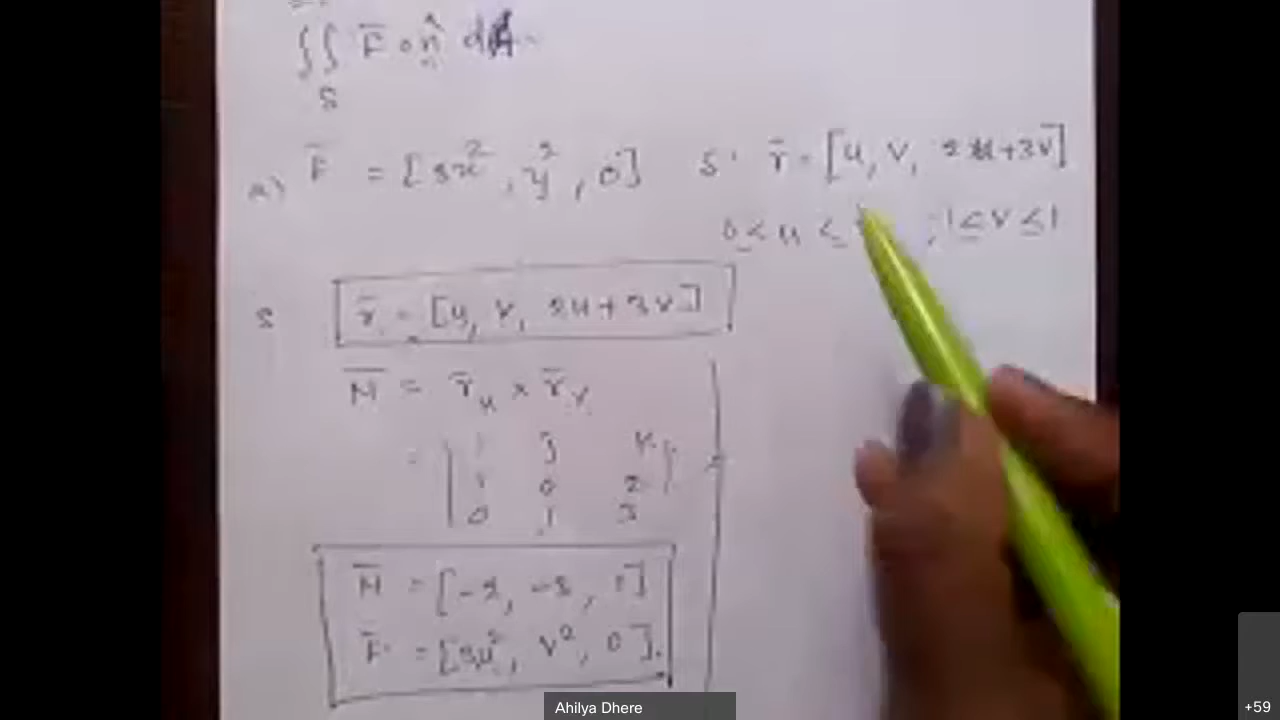 ∬ F̄ ∘ n̂ dA
S
a) F̄ = [3x², y², 0] S: r̄ = [u, v, 2u+3v]
0 ≤ u ≤ ; 1 ≤ v ≤ 1
S r̄ = [u, v, 2u+3v]
N̄ = r̄u × r̄v
= | i j k
1 0 2
0 1 3 |
N̄ = [-2, -3, 1]
F̄ = [3u², v², 0].
Ahilya Dhere
+59